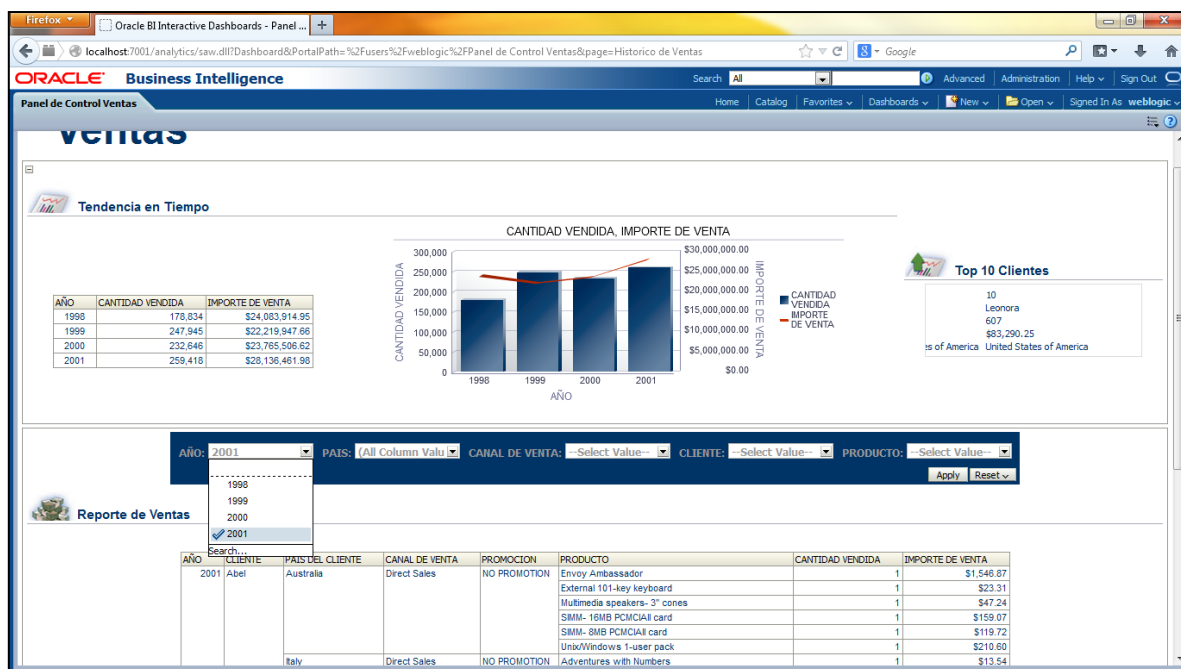 Firefox
Oracle BI Interactive Dashboards - Panel ...
localhost:7001/analytics/saw.dll?Dashboard&PortalPath=%2Fusers%2Fweblogic%2FPanel de Control Ventas&page=Historico de Ventas
Google
ORACLE Business Intelligence
Search All Advanced Administration Help Sign Out
Panel de Control Ventas
Home Catalog Favorites Dashboards New Open Signed In As weblogic
Ventas
Tendencia en Tiempo
AÑO CANTIDAD VENDIDA IMPORTE DE VENTA
1998 178,834 $24,083,914.95
1999 247,945 $22,219,947.66
2000 232,646 $23,765,506.62
2001 259,418 $28,136,461.98
CANTIDAD VENDIDA, IMPORTE DE VENTA
CANTIDAD VENDIDA
300,000
250,000
200,000
150,000
100,000
50,000
0
1998 1999 2000 2001
AÑO
$30,000,000.00
$25,000,000.00
$20,000,000.00
$15,000,000.00
$10,000,000.00
$5,000,000.00
$0.00
IMPORTE DE VENTA
CANTIDAD
VENDIDA
IMPORTE
DE VENTA
Top 10 Clientes
10
Leonora
607
$83,290.25
es of America United States of America
AÑO: 2001 PAIS: (All Column Valu CANAL DE VENTA: --Select Value-- CLIENTE: --Select Value-- PRODUCTO: --Select Value--
Apply Reset
1998
1999
2000
2001
Search...
Reporte de Ventas
AÑO CLIENTE PAIS DEL CLIENTE CANAL DE VENTA PROMOCION PRODUCTO CANTIDAD VENDIDA IMPORTE DE VENTA
2001 Abel Australia Direct Sales NO PROMOTION Envoy Ambassador 1 $1,546.87
External 101-key keyboard 1 $23.31
Multimedia speakers- 3" cones 1 $47.24
SIMM- 16MB PCMCIAII card 1 $159.07
SIMM- 8MB PCMCIAII card 1 $119.72
Unix/Windows 1-user pack 1 $210.60
Italy Direct Sales NO PROMOTION Adventures with Numbers 1 $13.54